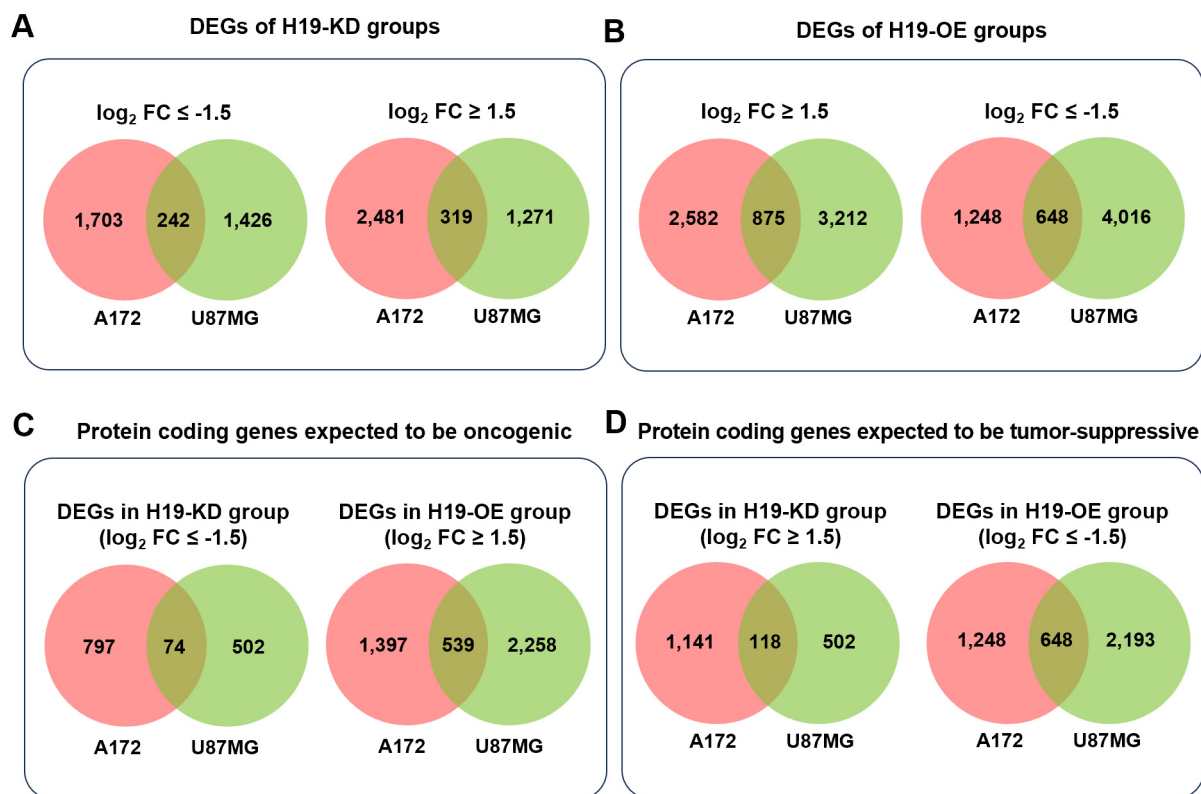 A
DEGs of H19-KD groups
log₂ FC ≤ -1.5
1,703
242
1,426
A172
U87MG
log₂ FC ≥ 1.5
2,481
319
1,271
A172
U87MG
B
DEGs of H19-OE groups
log₂ FC ≥ 1.5
2,582
875
3,212
A172
U87MG
log₂ FC ≤ -1.5
1,248
648
4,016
A172
U87MG
C
Protein coding genes expected to be oncogenic
DEGs in H19-KD group
(log₂ FC ≤ -1.5)
797
74
502
A172
U87MG
DEGs in H19-OE group
(log₂ FC ≥ 1.5)
1,397
539
2,258
A172
U87MG
D
Protein coding genes expected to be tumor-suppressive
DEGs in H19-KD group
(log₂ FC ≥ 1.5)
1,141
118
502
A172
U87MG
DEGs in H19-OE group
(log₂ FC ≤ -1.5)
1,248
648
2,193
A172
U87MG